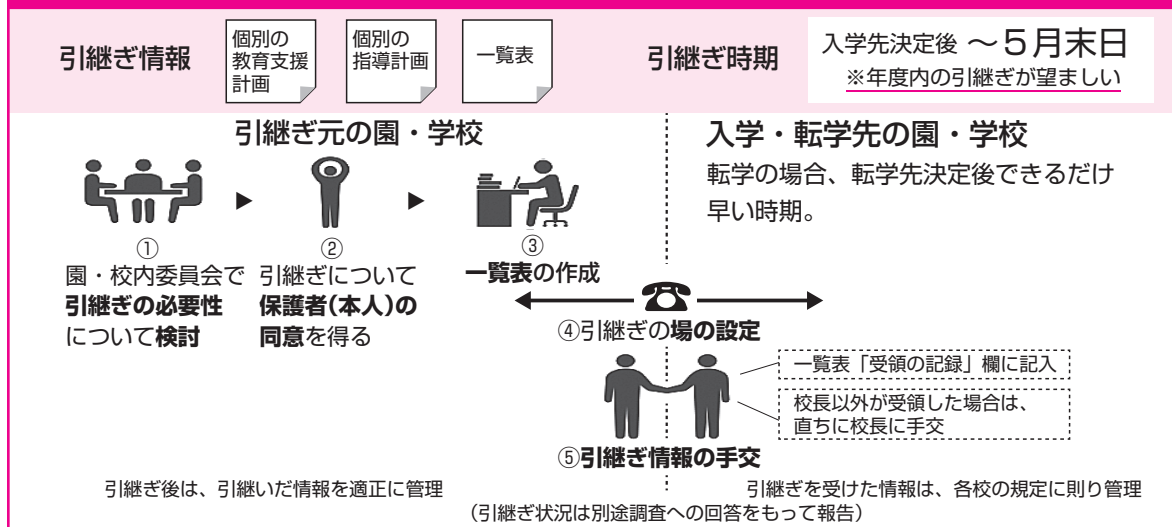 引継ぎ情報
個別の
教育支援
計画
個別の
指導計画
一覧表
引継ぎ時期
入学先決定後 ～５月末日
※年度内の引継ぎが望ましい
引継ぎ元の園・学校
入学・転学先の園・学校
転学の場合、転学先決定後できるだけ
早い時期。
①
園・校内委員会で
引継ぎの必要性
について検討
②
引継ぎについて
保護者(本人)の
同意を得る
③
一覧表の作成
④引継ぎの場の設定
一覧表「受領の記録」欄に記入
校長以外が受領した場合は、
直ちに校長に手交
⑤引継ぎ情報の手交
引継ぎ後は、引継いだ情報を適正に管理
引継ぎを受けた情報は、各校の規定に則り管理
（引継ぎ状況は別途調査への回答をもって報告）